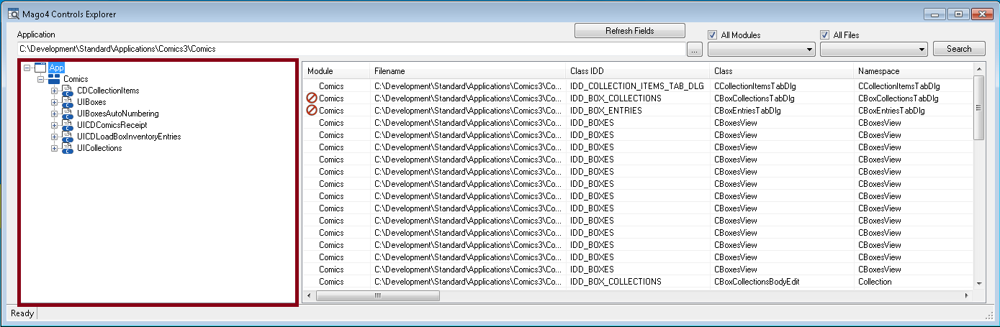 Mago4 Controls Explorer
Application
Refresh Fields
All Modules
All Files
C:\Development\Standard\Applications\Comics3\Comics
...
Search
App
Comics
CDCollectionItems
UIBoxes
UIBoxesAutoNumbering
UICDComicsReceipt
UICDLoadBoxInventoryEntries
UICollections
Module Filename Class IDD Class Namespace
Comics C:\Development\Standard\Applications\Comics3\Co... IDD_COLLECTION_ITEMS_TAB_DLG CCollectionItemsTabDlg CCollectionItemsTabDlg
Comics C:\Development\Standard\Applications\Comics3\Co... IDD_BOX_COLLECTIONS CBoxCollectionsTabDlg CBoxCollectionsTabDlg
Comics C:\Development\Standard\Applications\Comics3\Co... IDD_BOX_ENTRIES CBoxEntriesTabDlg CBoxEntriesTabDlg
Comics C:\Development\Standard\Applications\Comics3\Co... IDD_BOXES CBoxesView CBoxesView
Comics C:\Development\Standard\Applications\Comics3\Co... IDD_BOXES CBoxesView CBoxesView
Comics C:\Development\Standard\Applications\Comics3\Co... IDD_BOXES CBoxesView CBoxesView
Comics C:\Development\Standard\Applications\Comics3\Co... IDD_BOXES CBoxesView CBoxesView
Comics C:\Development\Standard\Applications\Comics3\Co... IDD_BOXES CBoxesView CBoxesView
Comics C:\Development\Standard\Applications\Comics3\Co... IDD_BOXES CBoxesView CBoxesView
Comics C:\Development\Standard\Applications\Comics3\Co... IDD_BOXES CBoxesView CBoxesView
Comics C:\Development\Standard\Applications\Comics3\Co... IDD_BOXES CBoxesView CBoxesView
Comics C:\Development\Standard\Applications\Comics3\Co... IDD_BOXES CBoxesView CBoxesView
Comics C:\Development\Standard\Applications\Comics3\Co... IDD_BOXES CBoxesView CBoxesView
Comics C:\Development\Standard\Applications\Comics3\Co... IDD_BOXES CBoxesView CBoxesView
Comics C:\Development\Standard\Applications\Comics3\Co... IDD_BOXES CBoxesView CBoxesView
Comics C:\Development\Standard\Applications\Comics3\Co... IDD_BOXES CBoxesView CBoxesView
Comics C:\Development\Standard\Applications\Comics3\Co... IDD_BOX_COLLECTIONS CBoxCollectionsBodyEdit Collection
Ready